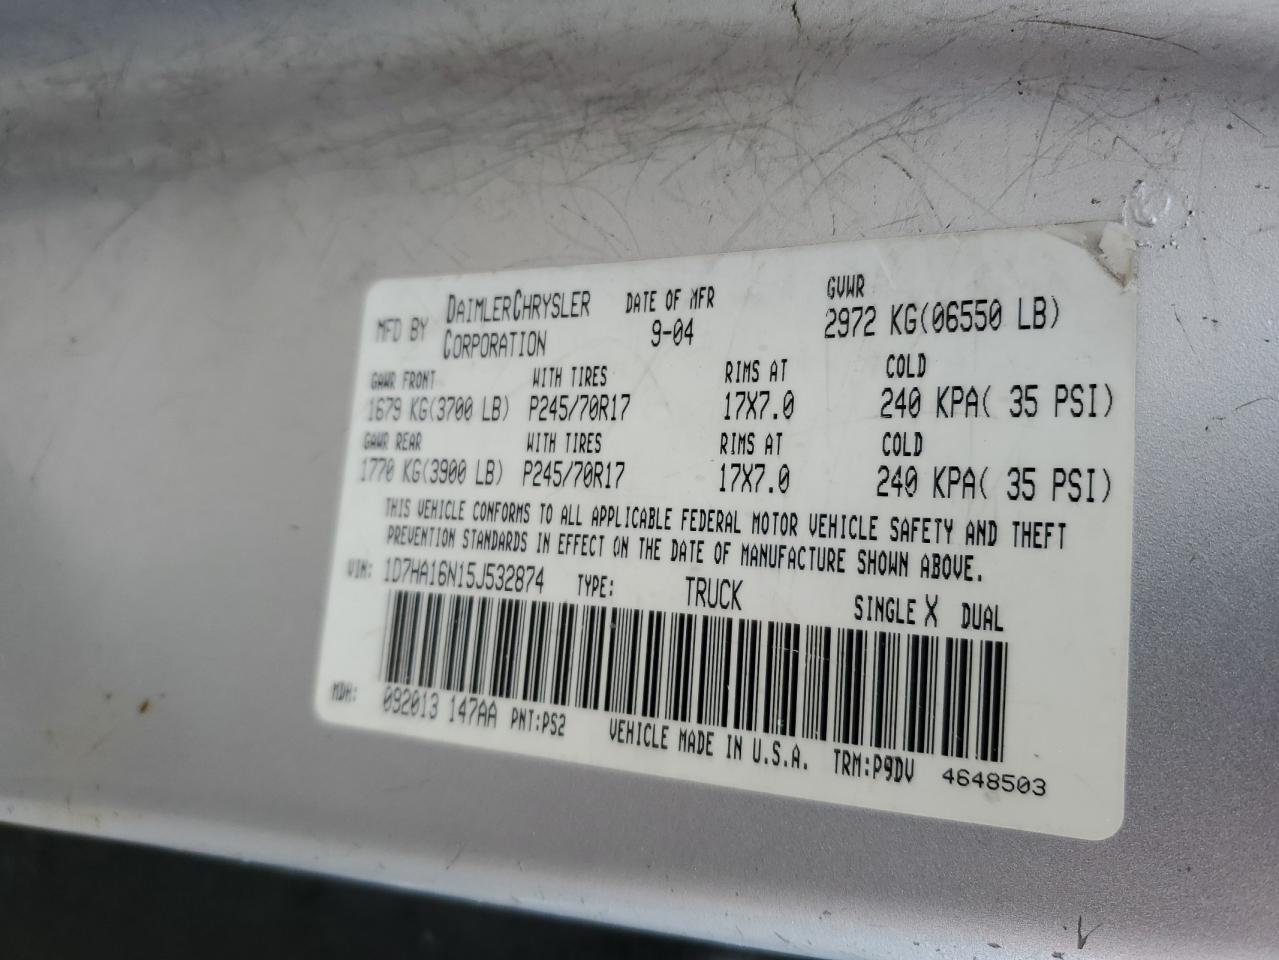 MFD BY DAIMLERCHRYSLER CORPORATION DATE OF MFR 9-04 GVWR 2972 KG(06550 LB)
GAWR FRONT WITH TIRES RIMS AT COLD
1679 KG(3700 LB) P245/70R17 17X7.0 240 KPA( 35 PSI)
GAWR REAR WITH TIRES RIMS AT COLD
1770 KG(3900 LB) P245/70R17 17X7.0 240 KPA( 35 PSI)
THIS VEHICLE CONFORMS TO ALL APPLICABLE FEDERAL MOTOR VEHICLE SAFETY AND THEFT
PREVENTION STANDARDS IN EFFECT ON THE DATE OF MANUFACTURE SHOWN ABOVE.
VIN: 1D7HA16N15J532874 TYPE: TRUCK SINGLE X DUAL
MDH: 092013 147AA PNT:PS2 VEHICLE MADE IN U.S.A. TRM:P9DV 4648503